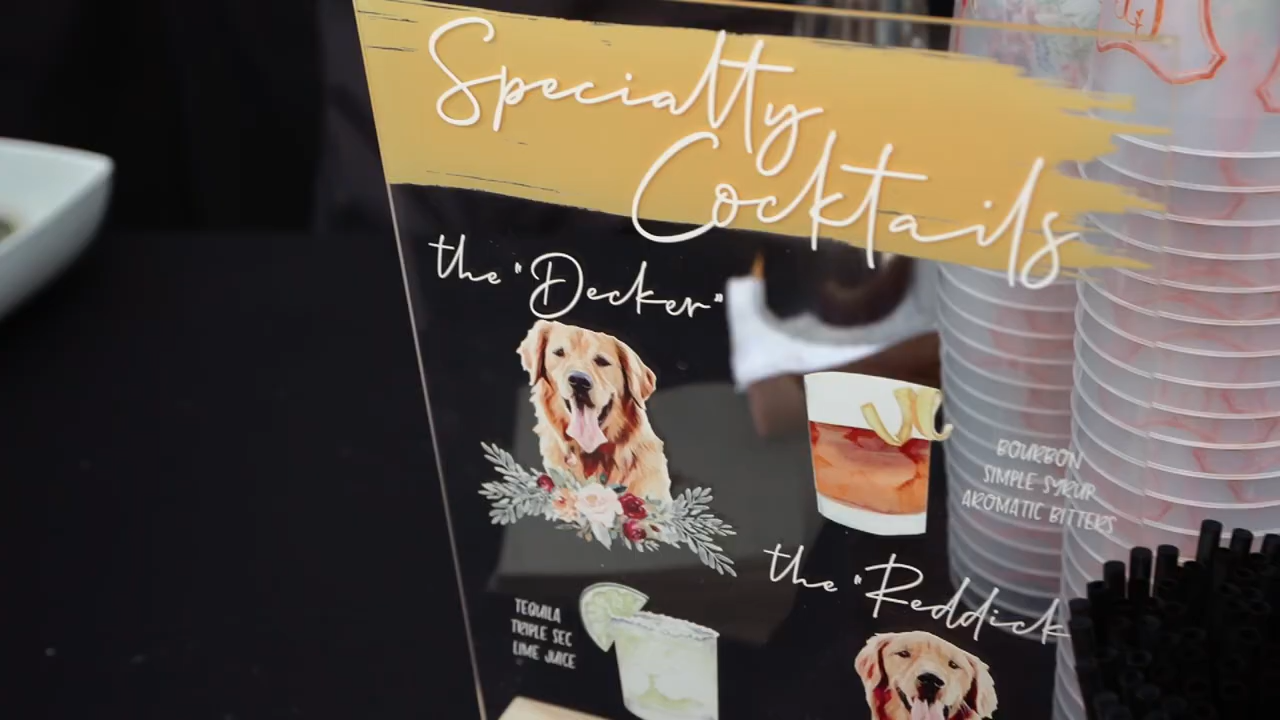 Specialty
Cocktails
the "Decker"
BOURBON
SIMPLE SYRUP
AROMATIC BITTERS
the "Reddick
TEQUILA
TRIPLE SEC
LIME JUICE